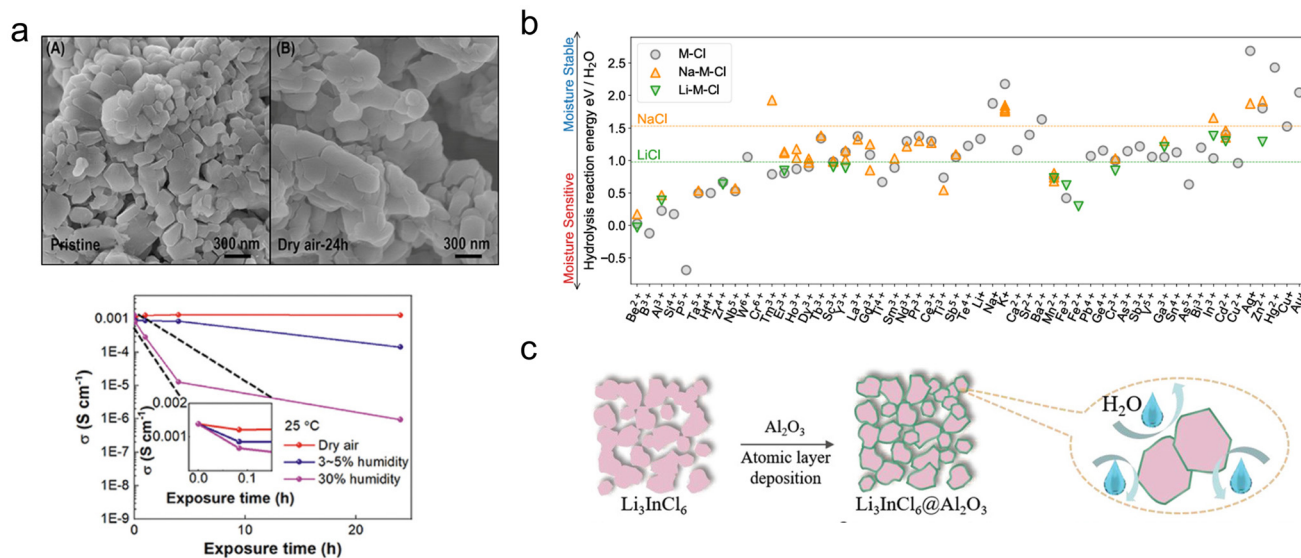 a
(A)
(B)
Pristine
300 nm
Dry air-24h
300 nm
0.001
1E-4
1E-5
1E-6
1E-7
1E-8
1E-9
σ (S cm⁻¹)
0
10
20
Exposure time (h)
0.002
0.001
σ (S cm⁻¹)
0.0
0.1
Exposure time (h)
25 °C
Dry air
3~5% humidity
30% humidity
b
Moisture Stable
Moisture Sensitive
Hydrolysis reaction energy eV / H₂O
2.5
2.0
1.5
1.0
0.5
0.0
−0.5
M-Cl
Na-M-Cl
Li-M-Cl
NaCl
LiCl
Be²⁺
B³⁺
Al³⁺
Si⁴⁺
P⁵⁺
Ta⁵⁺
Hf⁴⁺
Zr⁴⁺
Nb⁵⁺
W⁶⁺
Cr⁶⁺
Tm³⁺
Er³⁺
Ho³⁺
Dy³⁺
Tb³⁺
Sc³⁺
Y³⁺
La³⁺
Gd³⁺
Ti⁴⁺
Sm³⁺
Nd³⁺
Pr³⁺
Ce³⁺
Sb⁵⁺
Li⁺
Na⁺
K⁺
Ca²⁺
Sr²⁺
Ba²⁺
Mn²⁺
Fe³⁺
Fe²⁺
Pb⁴⁺
Ge⁴⁺
Cr³⁺
As³⁺
Sb³⁺
V⁵⁺
Ga³⁺
Sn⁴⁺
As⁵⁺
Bi³⁺
In³⁺
Cd²⁺
Cu²⁺
Ag⁺
Zn²⁺
Hg²⁺
Cu⁺
c
Li₃InCl₆
Al₂O₃
Atomic layer
deposition
Li₃InCl₆@Al₂O₃
H₂O